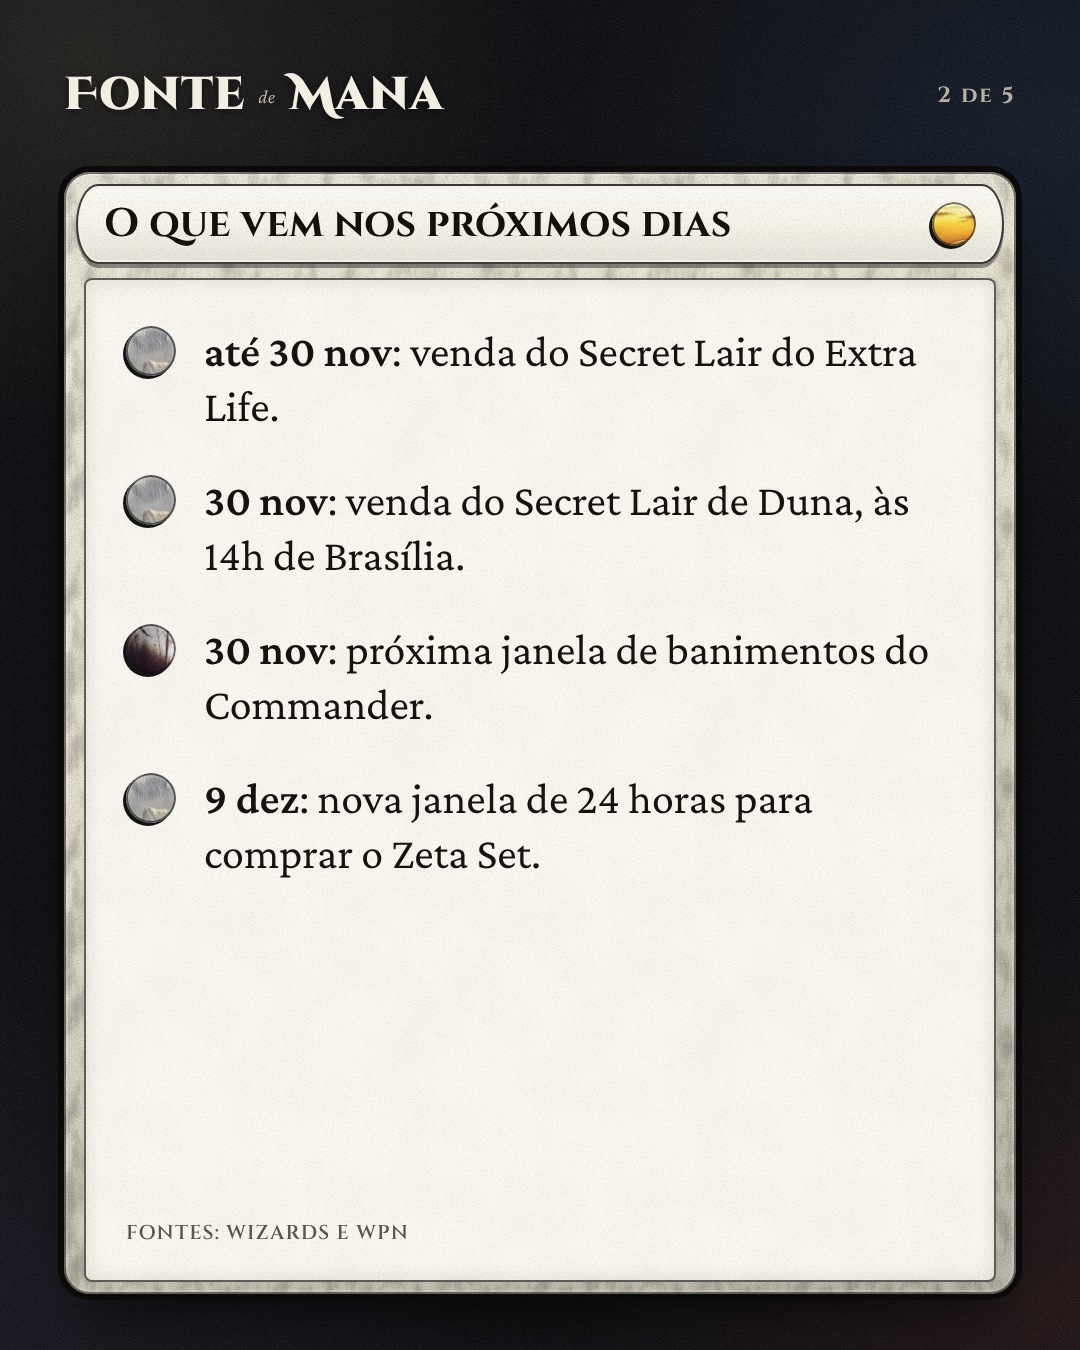 Fonte de Mana
2 de 5
O que vem nos próximos dias
até 30 nov: venda do Secret Lair do Extra
Life.
30 nov: venda do Secret Lair de Duna, às
14h de Brasília.
30 nov: próxima janela de banimentos do
Commander.
9 dez: nova janela de 24 horas para
comprar o Zeta Set.
FONTES: WIZARDS E WPN